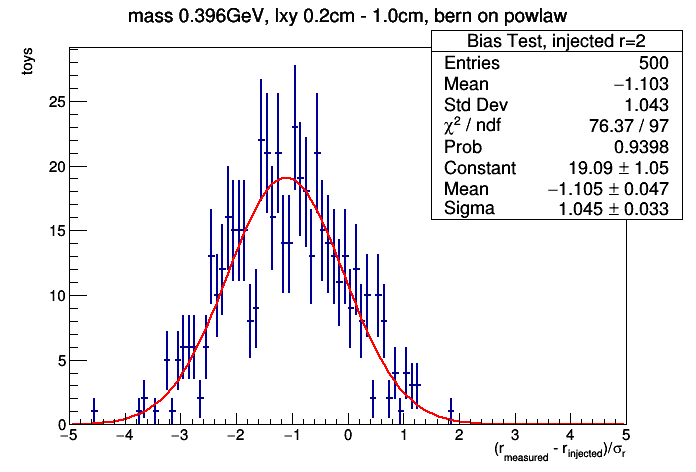 mass 0.396GeV, lxy 0.2cm - 1.0cm, bern on powlaw
Bias Test, injected r=2
Entries 500
Mean −1.103
Std Dev 1.043
χ² / ndf 76.37 / 97
Prob 0.9398
Constant 19.09 ± 1.05
Mean −1.105 ± 0.047
Sigma 1.045 ± 0.033
toys
25
20
15
10
5
0
−5 −4 −3 −2 −1 0 1 2 3 4 5
(r_measured - r_injected)/σ_r